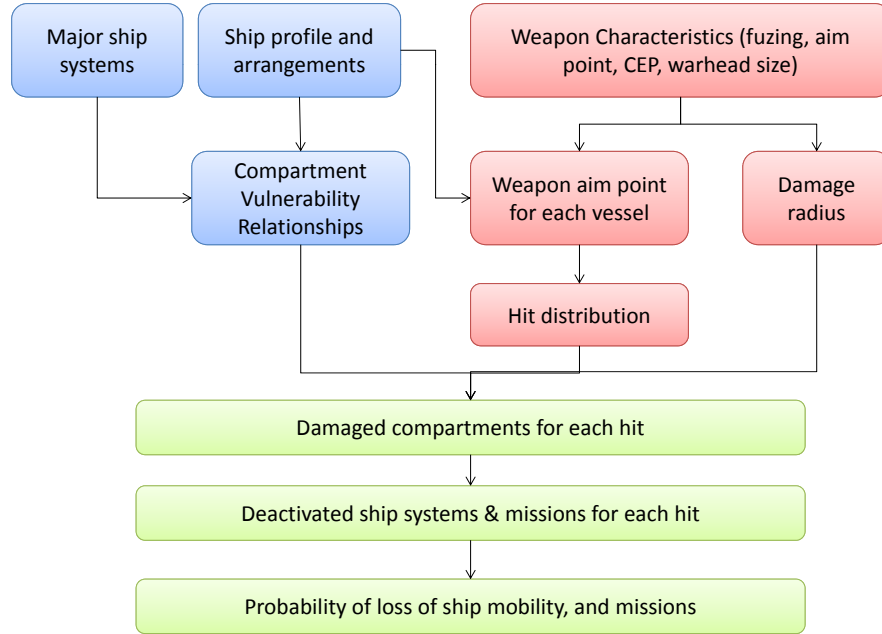 Major ship
systems
Ship profile and
arrangements
Weapon Characteristics (fuzing, aim
point, CEP, warhead size)
Compartment
Vulnerability
Relationships
Weapon aim point
for each vessel
Damage
radius
Hit distribution
Damaged compartments for each hit
Deactivated ship systems & missions for each hit
Probability of loss of ship mobility, and missions